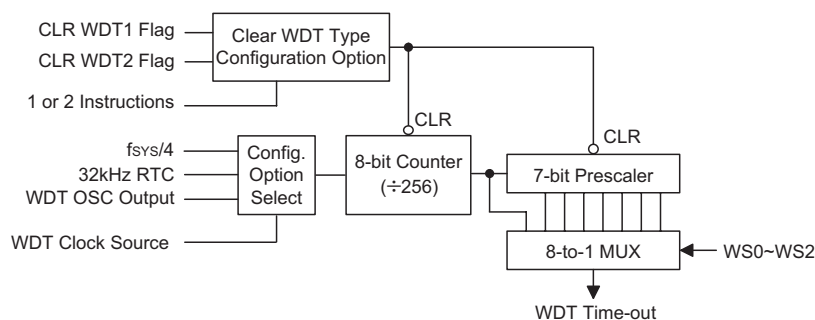 CLR WDT1 Flag
CLR WDT2 Flag
1 or 2 Instructions
Clear WDT Type
Configuration Option
CLR
CLR
fSYS/4
32kHz RTC
WDT OSC Output
WDT Clock Source
Config.
Option
Select
8-bit Counter
(÷256)
7-bit Prescaler
8-to-1 MUX
WS0~WS2
WDT Time-out